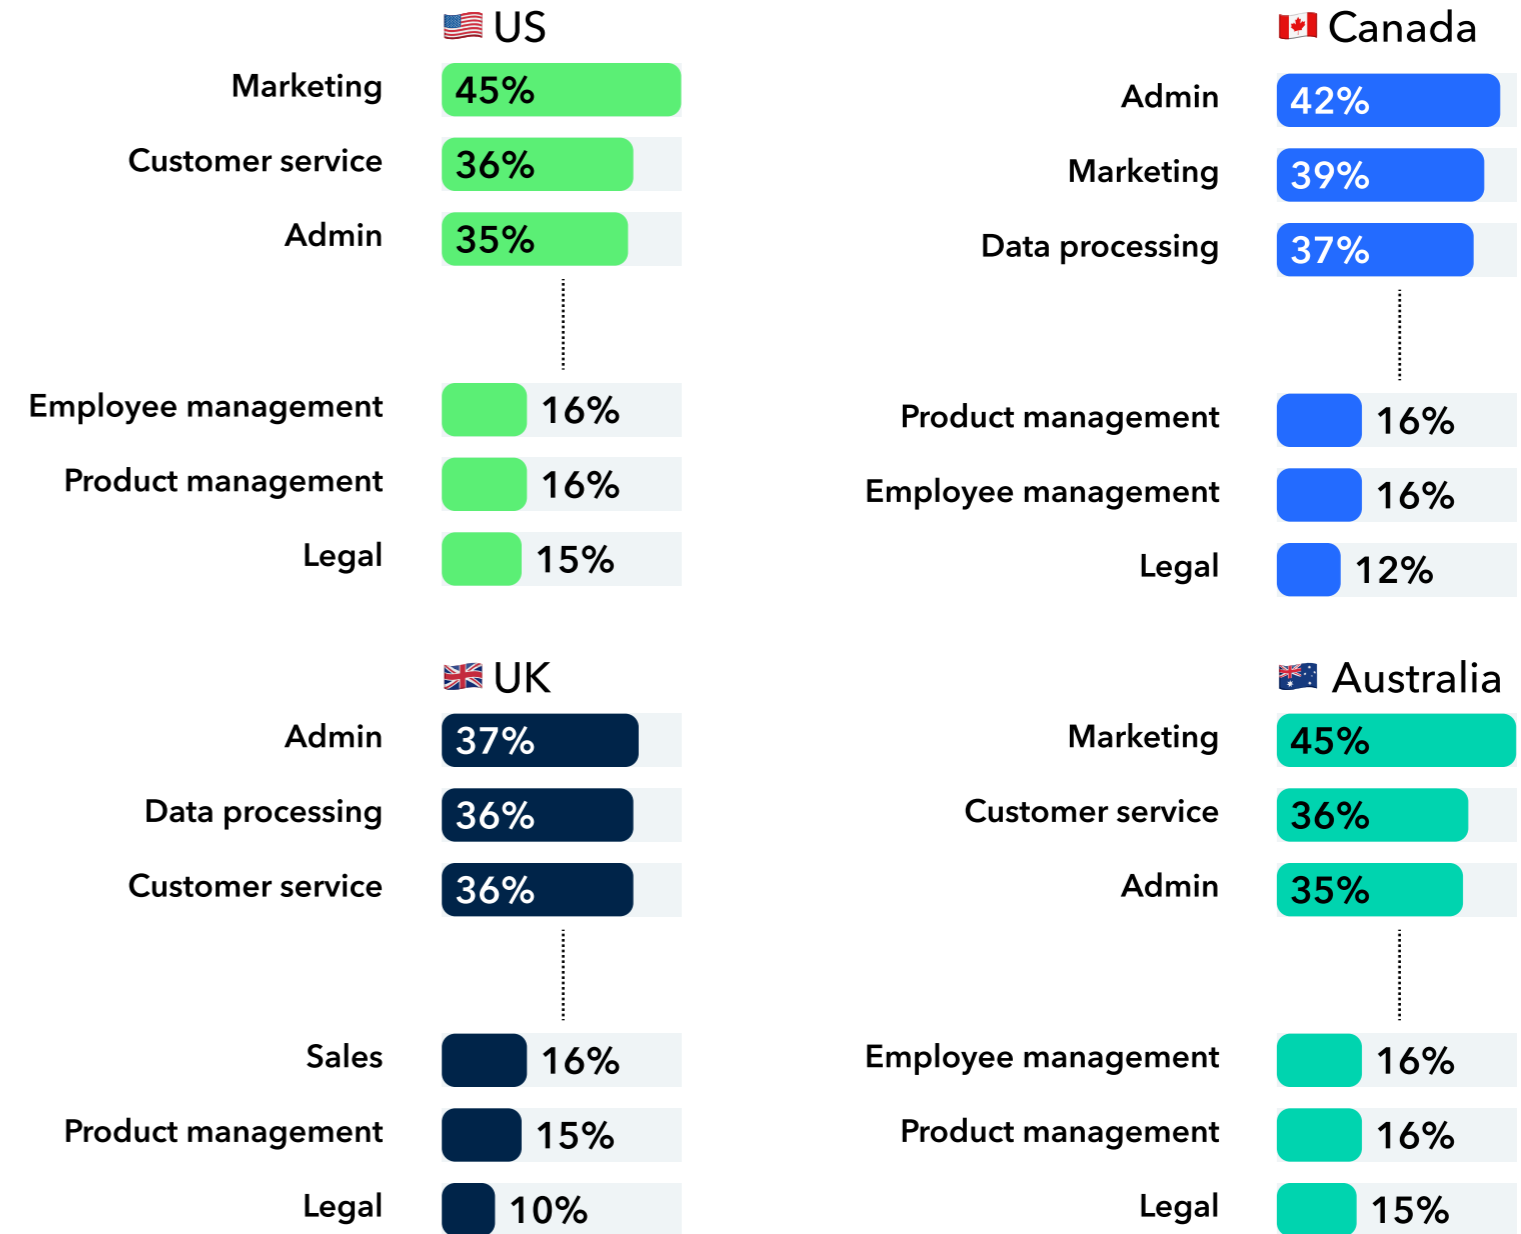 US
Marketing 45%
Customer service 36%
Admin 35%
Employee management 16%
Product management 16%
Legal 15%
Canada
Admin 42%
Marketing 39%
Data processing 37%
Product management 16%
Employee management 16%
Legal 12%
UK
Admin 37%
Data processing 36%
Customer service 36%
Sales 16%
Product management 15%
Legal 10%
Australia
Marketing 45%
Customer service 36%
Admin 35%
Employee management 16%
Product management 16%
Legal 15%